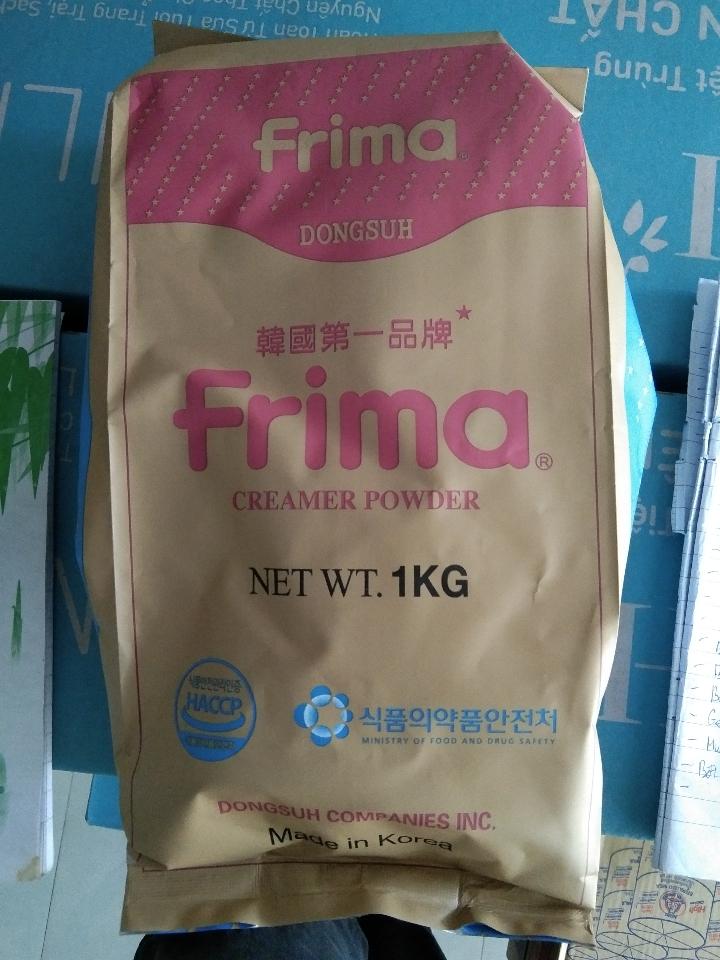 Frima
DONGSUH
韓國第一品牌
Frima®
CREAMER POWDER
NET WT. 1KG
HACCP
식품의약품안전처
MINISTRY OF FOOD AND DRUG SAFETY
DONGSUH COMPANIES INC.
Made in Korea